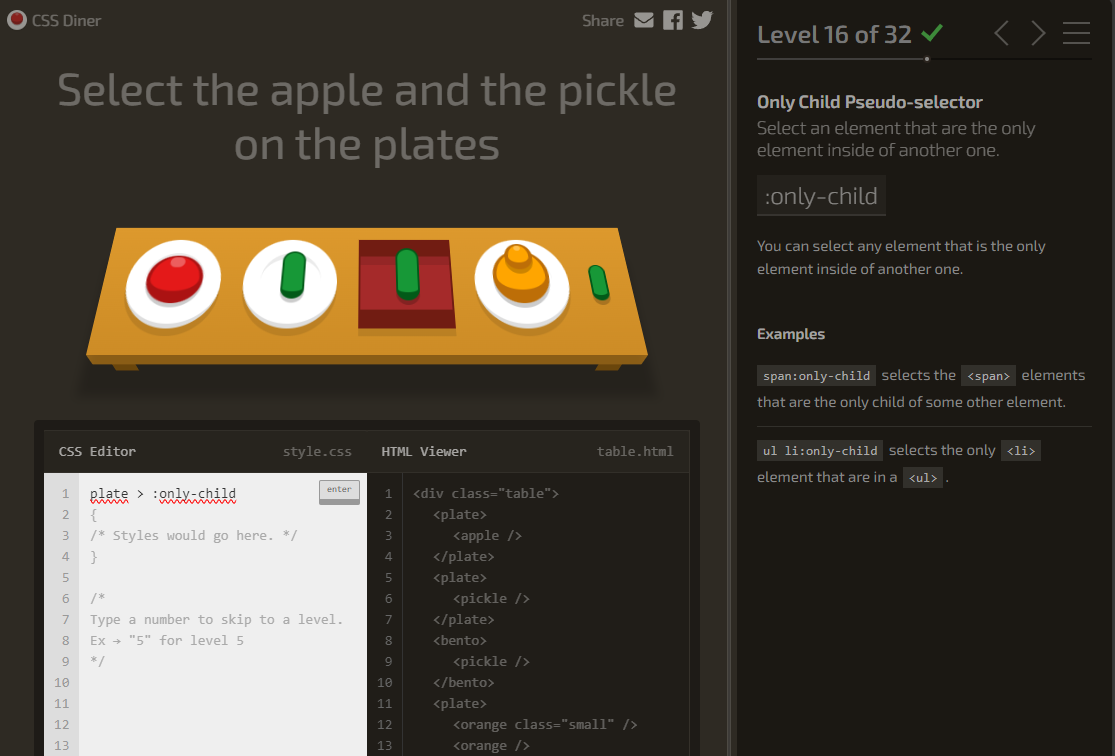 CSS Diner
Share
Select the apple and the pickle
on the plates
CSS Editor
style.css
HTML Viewer
table.html
1 plate > :only-child
enter
2 {
3 /* Styles would go here. */
4 }
5
6 /*
7 Type a number to skip to a level.
8 Ex → "5" for level 5
9 */
10
11
12
13
1 <div class="table">
2 <plate>
3 <apple />
4 </plate>
5 <plate>
6 <pickle />
7 </plate>
8 <bento>
9 <pickle />
10 </bento>
11 <plate>
12 <orange class="small" />
13 <orange />
Level 16 of 32
Only Child Pseudo-selector
Select an element that are the only
element inside of another one.
:only-child
You can select any element that is the only
element inside of another one.
Examples
span:only-child selects the <span> elements
that are the only child of some other element.
ul li:only-child selects the only <li>
element that are in a <ul> .